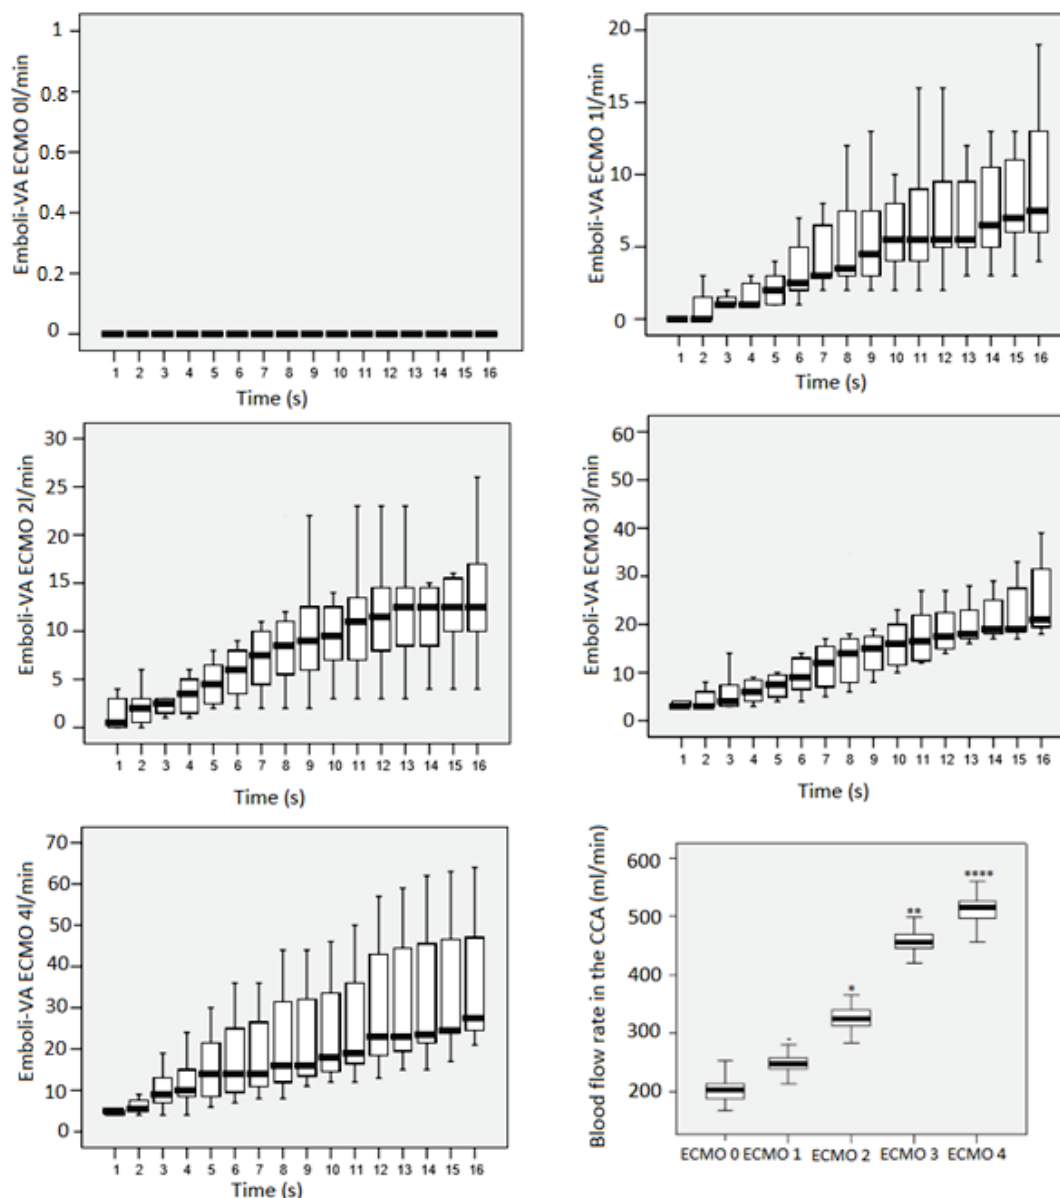 Emboli-VA ECMO 0l/min
1
0.8
0.6
0.4
0.2
0
1 2 3 4 5 6 7 8 9 10 11 12 13 14 15 16
Time (s)
Emboli-VA ECMO 1l/min
20
15
10
5
0
1 2 3 4 5 6 7 8 9 10 11 12 13 14 15 16
Time (s)
Emboli-VA ECMO 2l/min
30
25
20
15
10
5
0
1 2 3 4 5 6 7 8 9 10 11 12 13 14 15 16
Time (s)
Emboli-VA ECMO 3l/min
60
50
40
30
20
10
0
1 2 3 4 5 6 7 8 9 10 11 12 13 14 15 16
Time (s)
Emboli-VA ECMO 4l/min
70
60
50
40
30
20
10
0
1 2 3 4 5 6 7 8 9 10 11 12 13 14 15 16
Time (s)
Blood flow rate in the CCA (ml/min)
600
500
400
300
200
*
**
****
ECMO 0 ECMO 1 ECMO 2 ECMO 3 ECMO 4